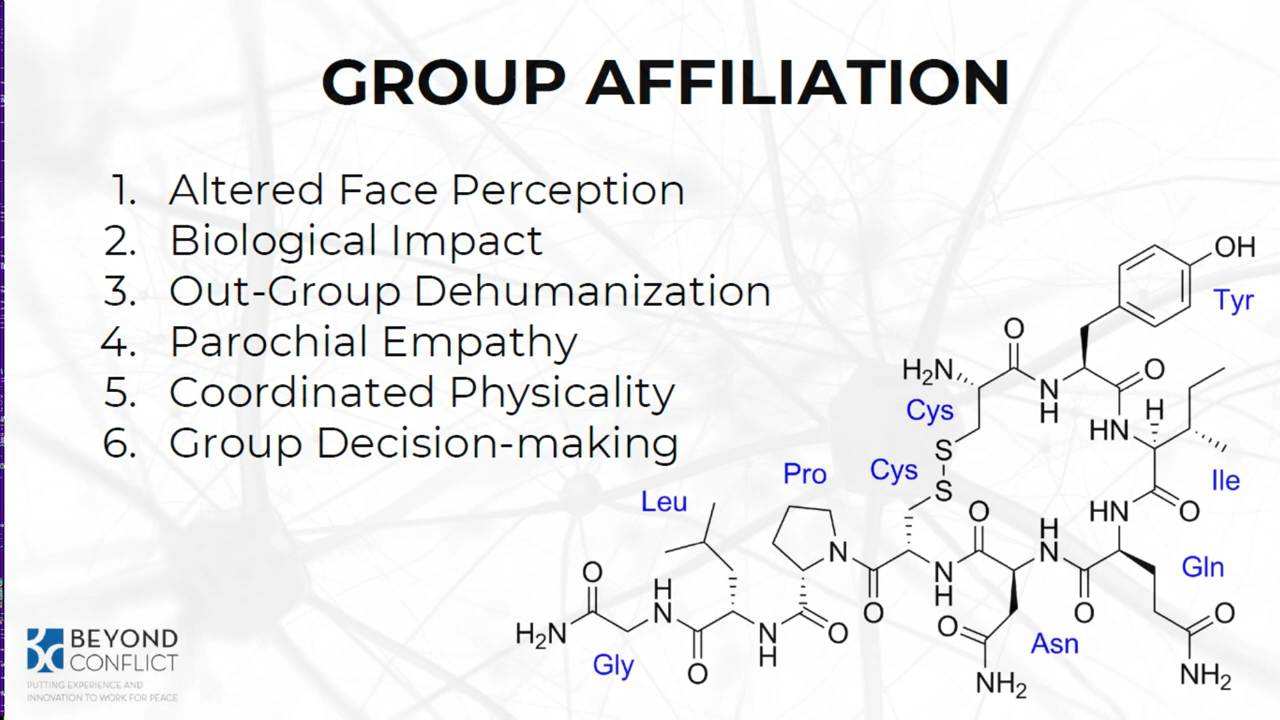 GROUP AFFILIATION
1. Altered Face Perception
2. Biological Impact
3. Out-Group Dehumanization
4. Parochial Empathy
5. Coordinated Physicality
6. Group Decision-making
OH
Tyr
O
H2N
Cys
N
H
O
HN
H
Ile
S
S
Cys
Pro
Leu
O
HN
O
Gln
H
N
O
N
H
O
N
O
O
H2N
H
N
Gly
O
N
H
O
O
Asn
NH2
O
NH2
BEYOND
CONFLICT
PUTTING EXPERIENCE AND
INNOVATION TO WORK FOR PEACE